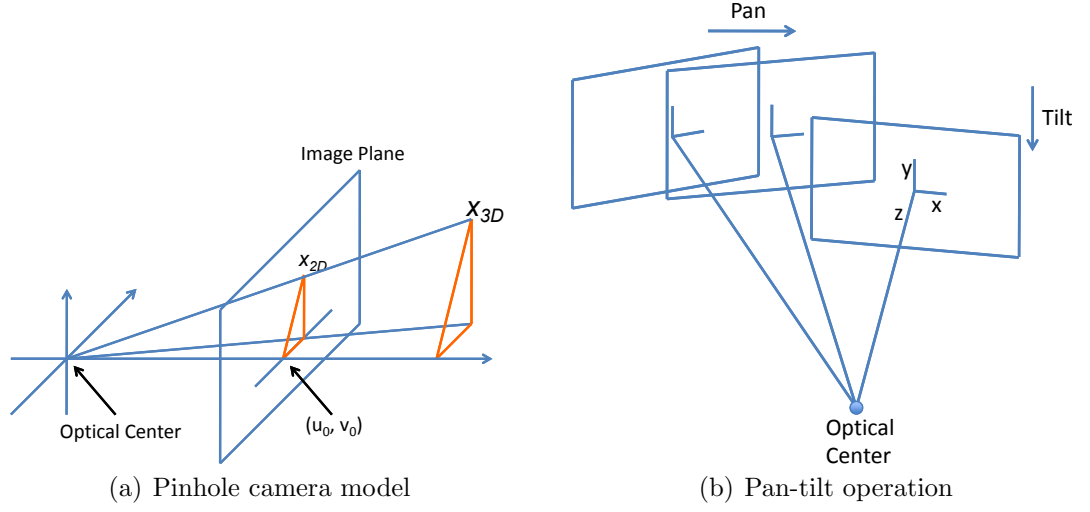 Image Plane
X3D
x2D
Optical Center
(u0, v0)
(a) Pinhole camera model
Pan
Tilt
y
x
z
Optical
Center
(b) Pan-tilt operation